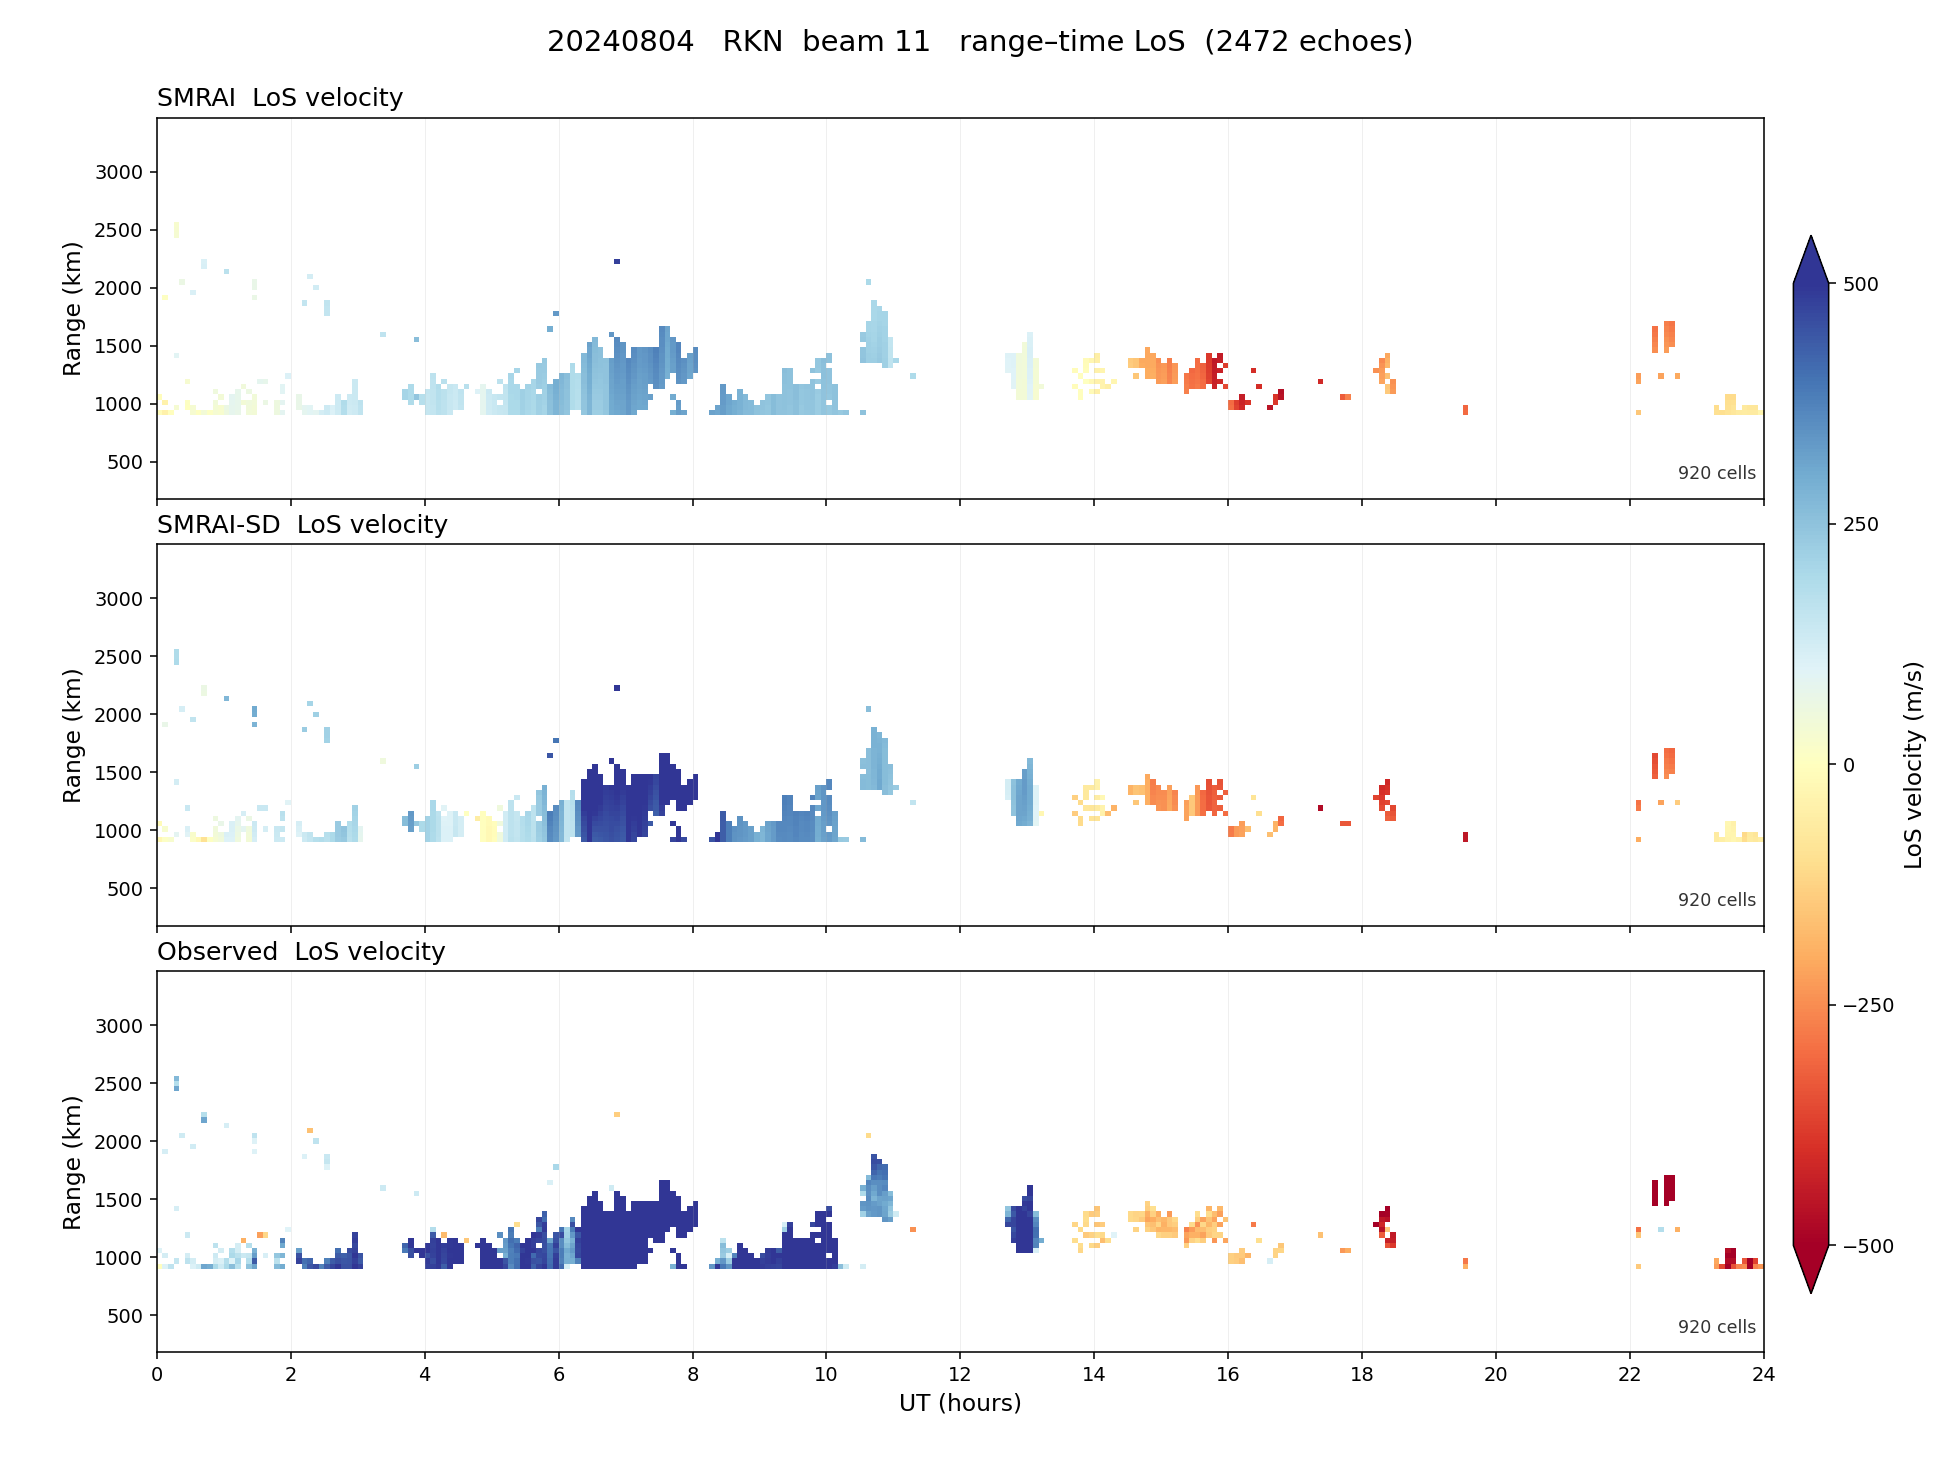 20240804   RKN  beam 11   range–time LoS  (2472 echoes)
SMRAI  LoS velocity
Range (km)
3000
2500
2000
1500
1000
500
920 cells
SMRAI-SD  LoS velocity
Range (km)
3000
2500
2000
1500
1000
500
920 cells
Observed  LoS velocity
Range (km)
3000
2500
2000
1500
1000
500
920 cells
0 2 4 6 8 10 12 14 16 18 20 22 24
UT (hours)
500
250
0
−250
−500
LoS velocity (m/s)